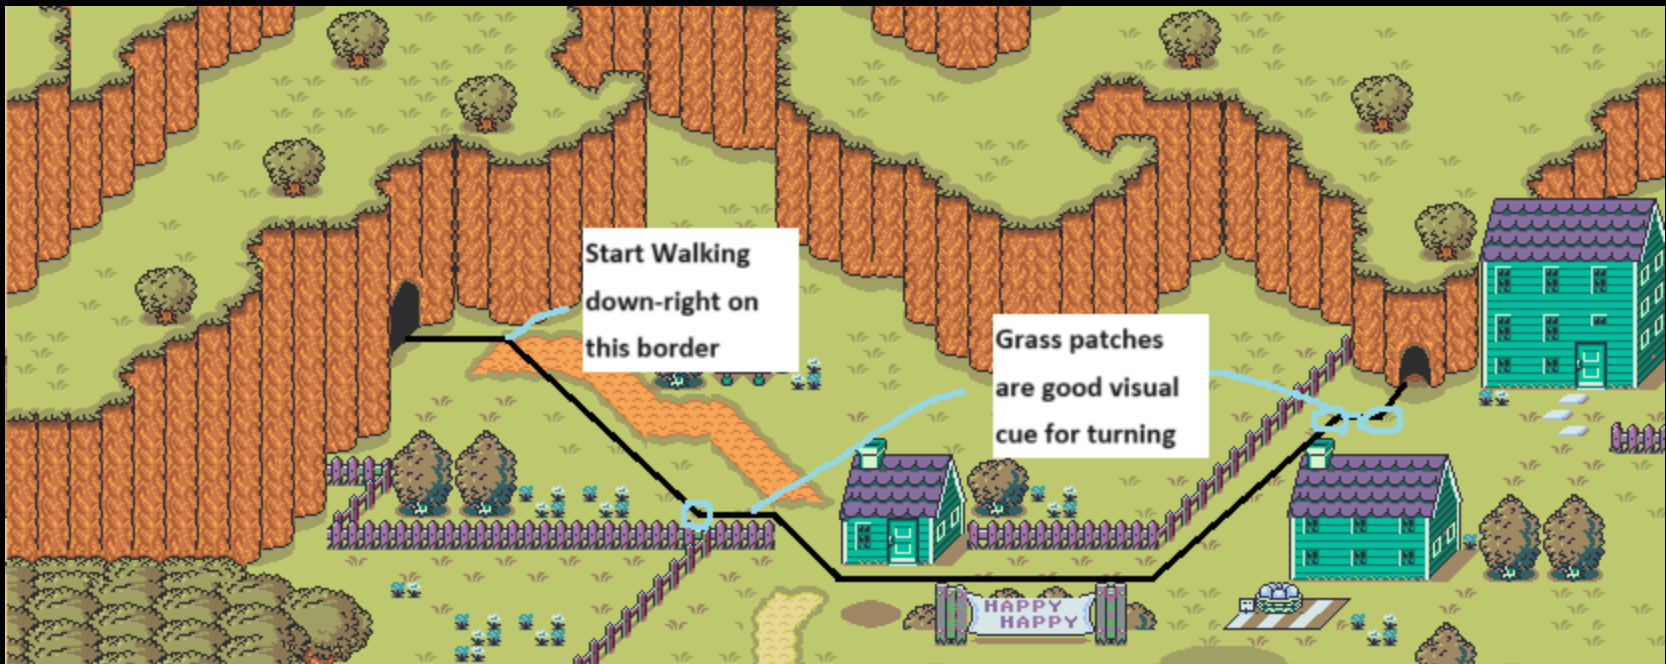 Start Walking
down-right on
this border
Grass patches
are good visual
cue for turning
HAPPY
HAPPY